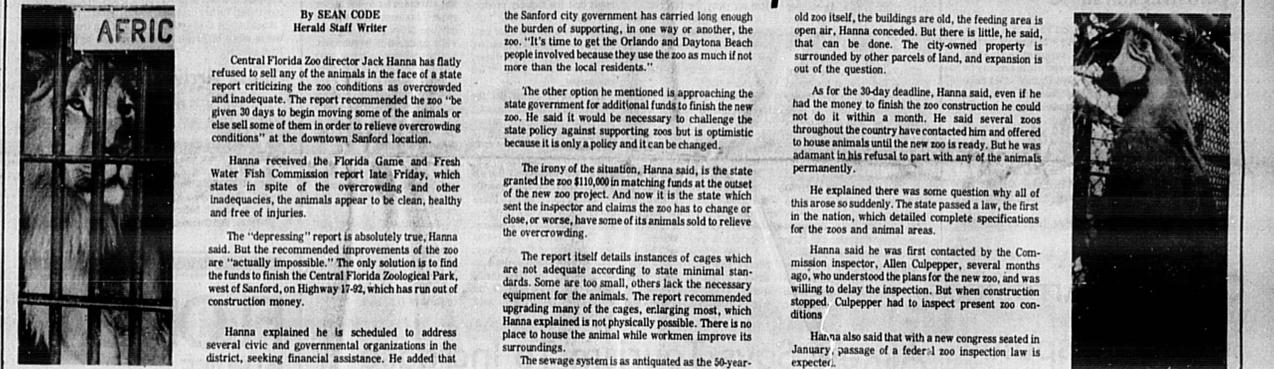 AFRIC
By SEAN CODE
Herald Staff Writer
Central Florida Zoo director Jack Hanna has flatly
refused to sell any of the animals in the face of a state
report criticizing the zoo conditions as overcrowded
and inadequate. The report recommended the zoo "be
given 30 days to begin moving some of the animals or
else sell some of them in order to relieve overcrowding
conditions" at the downtown Sanford location.
Hanna received the Florida Game and Fresh
Water Fish Commission report late Friday, which
states in spite of the overcrowding and other
inadequacies, the animals appear to be clean, healthy
and free of injuries.
The "depressing" report is absolutely true, Hanna
said. But the recommended improvements of the zoo
are "actually impossible." The only solution is to find
the funds to finish the Central Florida Zoological Park,
west of Sanford, on Highway 17-92, which has run out of
construction money.
Hanna explained he is scheduled to address
several civic and governmental organizations in the
district, seeking financial assistance. He added that
the Sanford city government has carried long enough
the burden of supporting, in one way or another, the
zoo. "It's time to get the Orlando and Daytona Beach
people involved because they use the zoo as much if not
more than the local residents."
The other option he mentioned is approaching the
state government for additional funds to finish the new
zoo. He said it would be necessary to challenge the
state policy against supporting zoos but is optimistic
because it is only a policy and it can be changed.
The irony of the situation, Hanna said, is the state
granted the zoo $110,000 in matching funds at the outset
of the new zoo project. And now it is the state which
sent the inspector and claims the zoo has to change or
close, or worse, have some of its animals sold to relieve
the overcrowding.
The report itself details instances of cages which
are not adequate according to state minimal stan-
dards. Some are too small, others lack the necessary
equipment for the animals. The report recommended
upgrading many of the cages, enlarging most, which
Hanna explained is not physically possible. There is no
place to house the animal while workmen improve its
surroundings.
The sewage system is as antiquated as the 50-year-
old zoo itself, the buildings are old, the feeding area is
open air, Hanna conceded. But there is little, he said,
that can be done. The city-owned property is
surrounded by other parcels of land, and expansion is
out of the question.
As for the 30-day deadline, Hanna said, even if he
had the money to finish the zoo construction he could
not do it within a month. He said several zoos
throughout the country have contacted him and offered
to house animals until the new zoo is ready. But he was
adamant in his refusal to part with any of the animals
permanently.
He explained there was some question why all of
this arose so suddenly. The state passed a law, the first
in the nation, which detailed complete specifications
for the zoos and animal areas.
Hanna said he was first contacted by the Com-
mission inspector, Allen Culpepper, several months
ago, who understood the plans for the new zoo, and was
willing to delay the inspection. But when construction
stopped. Culpepper had to inspect present zoo con-
ditions
Hanna also said that with a new congress seated in
January, passage of a federal zoo inspection law is
expected.